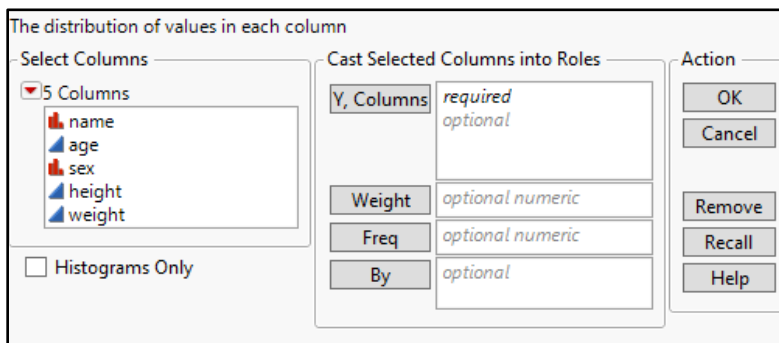 The distribution of values in each column
Select Columns
5 Columns
name
age
sex
height
weight
Histograms Only
Cast Selected Columns into Roles
Y, Columns
required
optional
Weight
optional numeric
Freq
optional numeric
By
optional
Action
OK
Cancel
Remove
Recall
Help